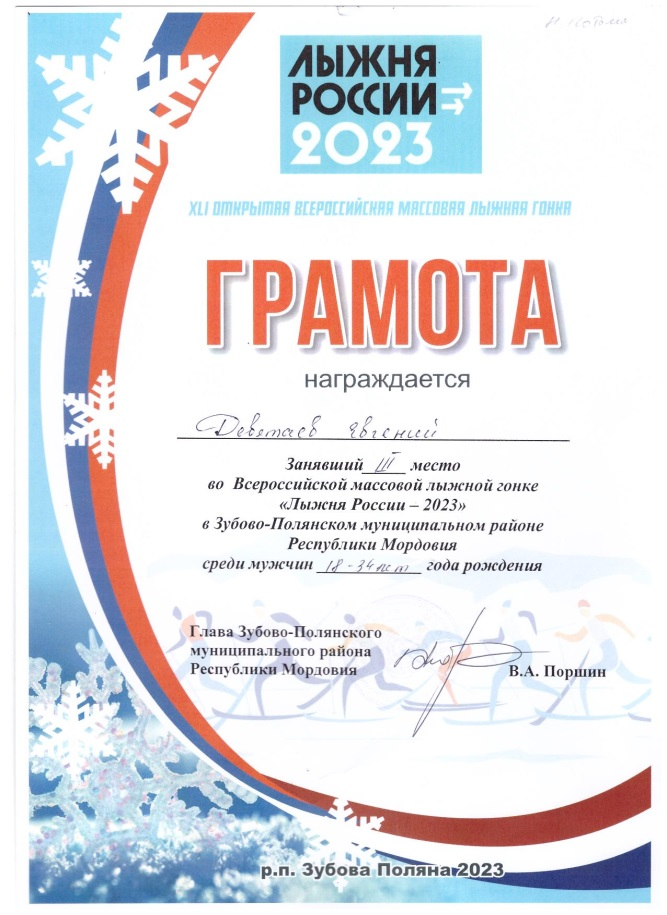 ЛЫЖНЯ
РОССИИ
2023
XLI ОТКРЫТАЯ ВСЕРОССИЙСКАЯ МАССОВАЯ ЛЫЖНАЯ ГОНКА
ГРАМОТА
награждается
Девятаев Евгений
Занявший III место
во Всероссийской массовой лыжной гонке
«Лыжня России – 2023»
в Зубово-Полянском муниципальном районе
Республики Мордовия
среди мужчин 18-34 лет года рождения
Глава Зубово-Полянского
муниципального района
Республики Мордовия
В.А. Поршин
р.п. Зубова Поляна 2023